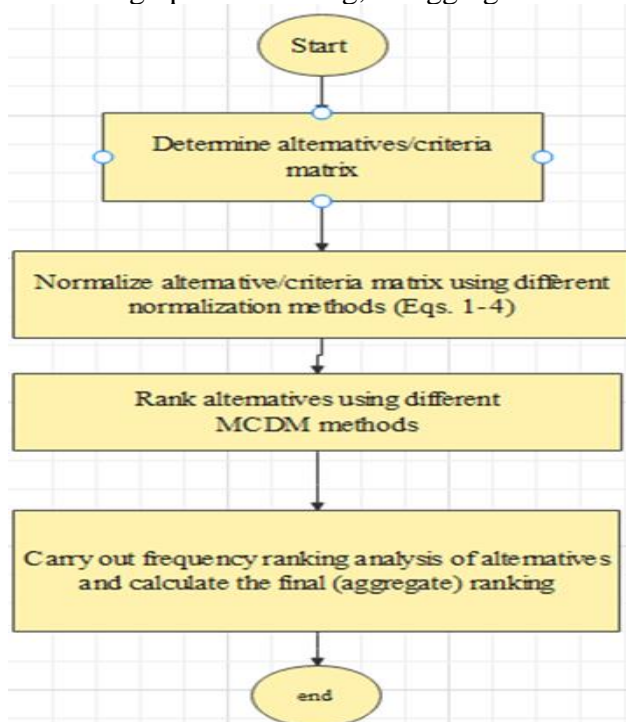 Start
Determine alternatives/criteria
matrix
Normalize alternative/criteria matrix using different
normalization methods (Eqs. 1-4)
Rank alternatives using different
MCDM methods
Carry out frequency ranking analysis of alternatives
and calculate the final (aggregate) ranking
end